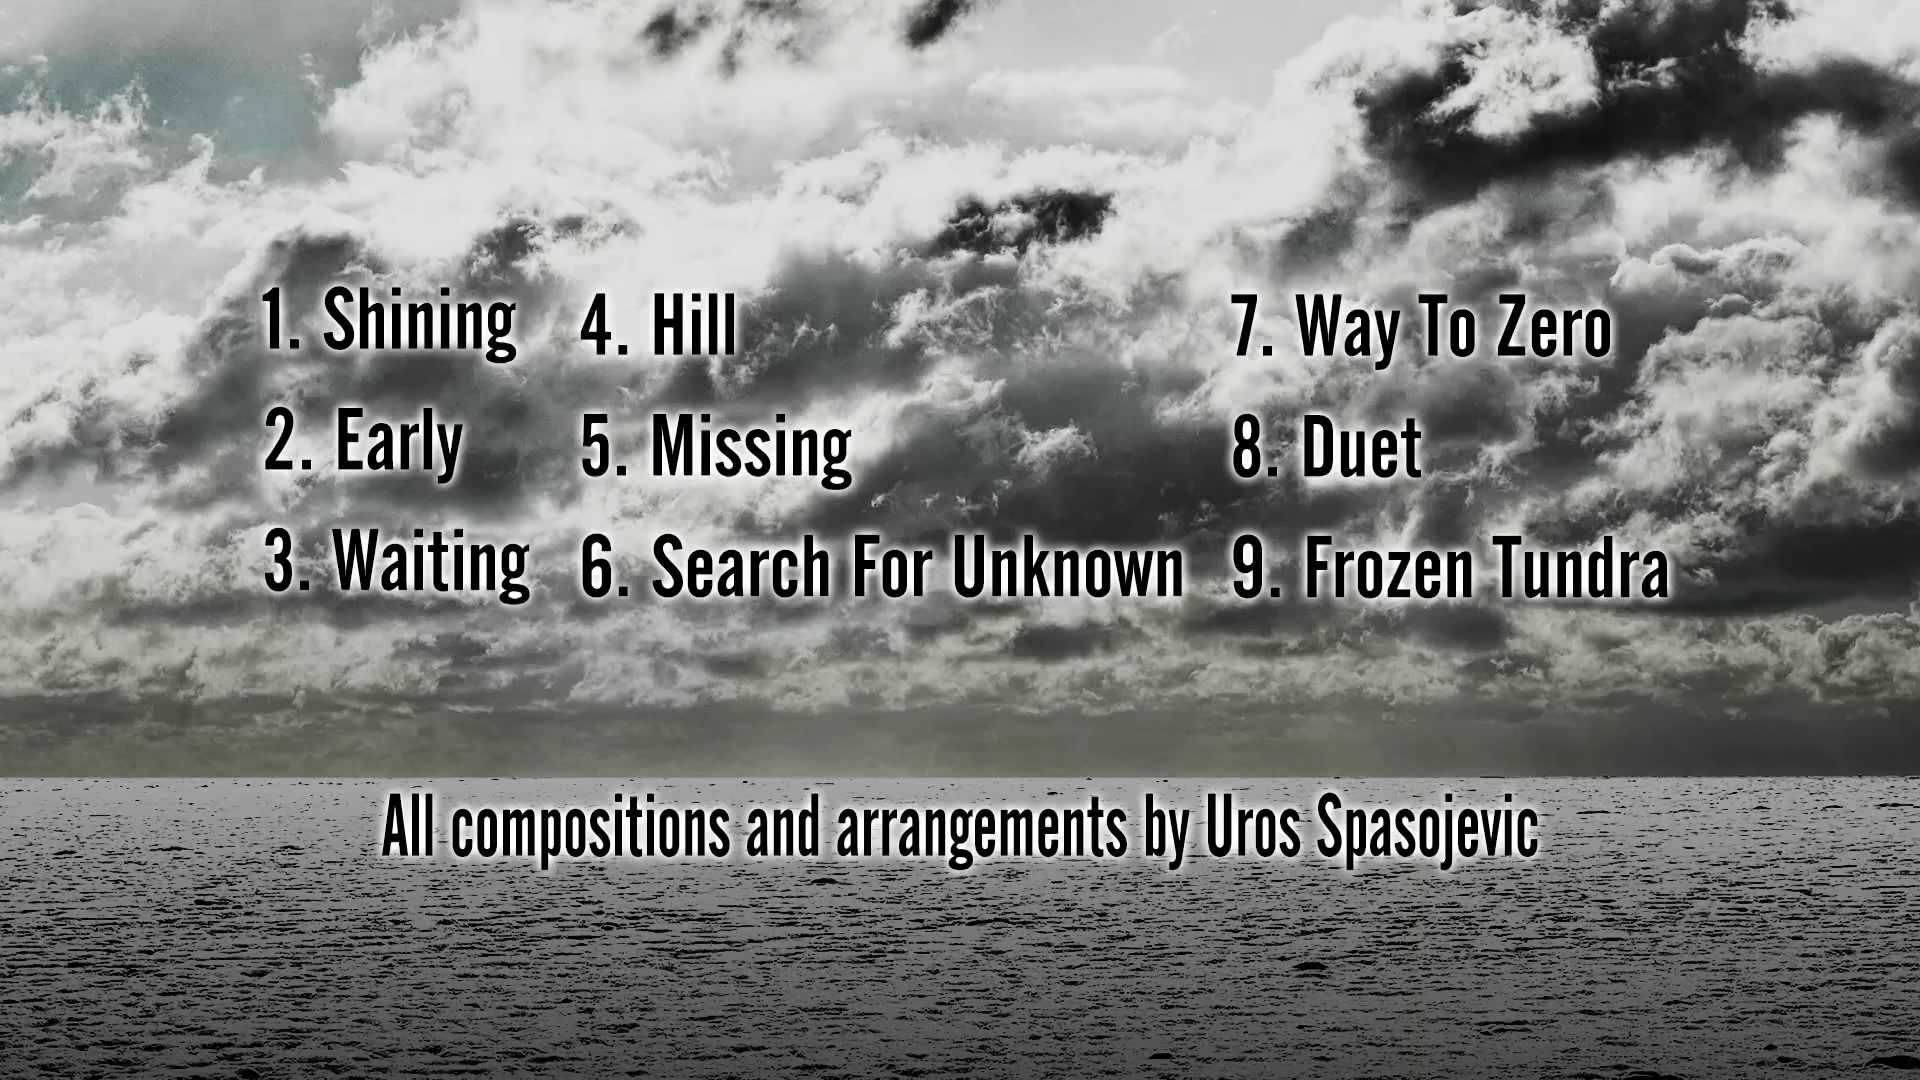 1. Shining
2. Early
3. Waiting
4. Hill
5. Missing
6. Search For Unknown
7. Way To Zero
8. Duet
9. Frozen Tundra
All compositions and arrangements by Uros Spasojevic